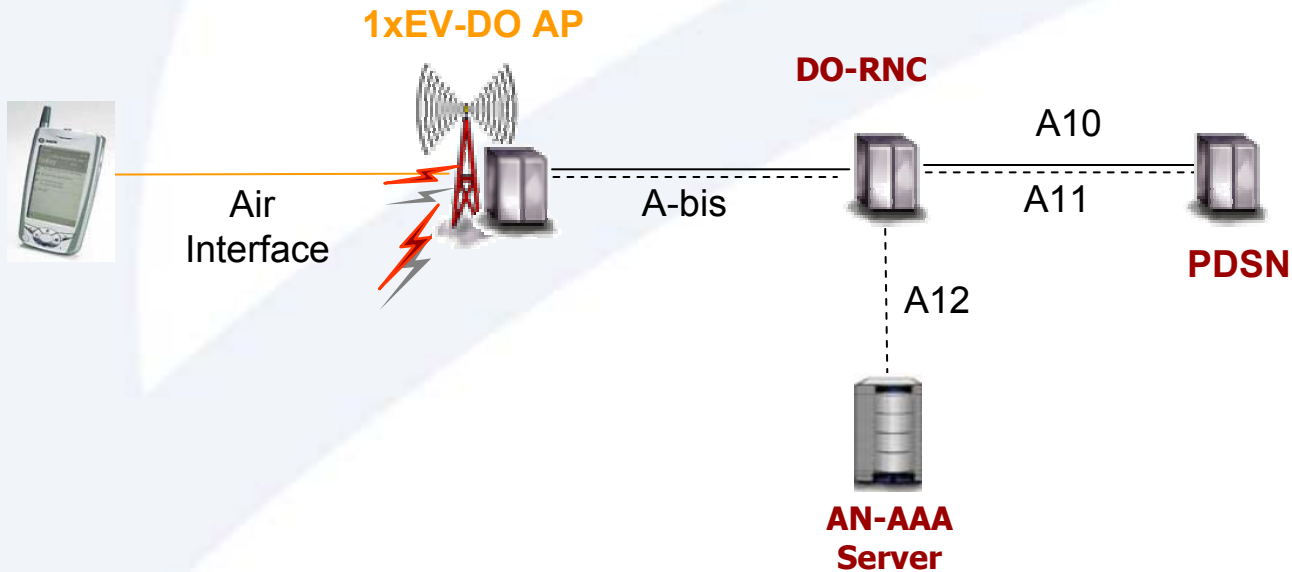 1xEV-DO AP
DO-RNC
A10
Air
Interface
A-bis
A11
PDSN
A12
AN-AAA
Server